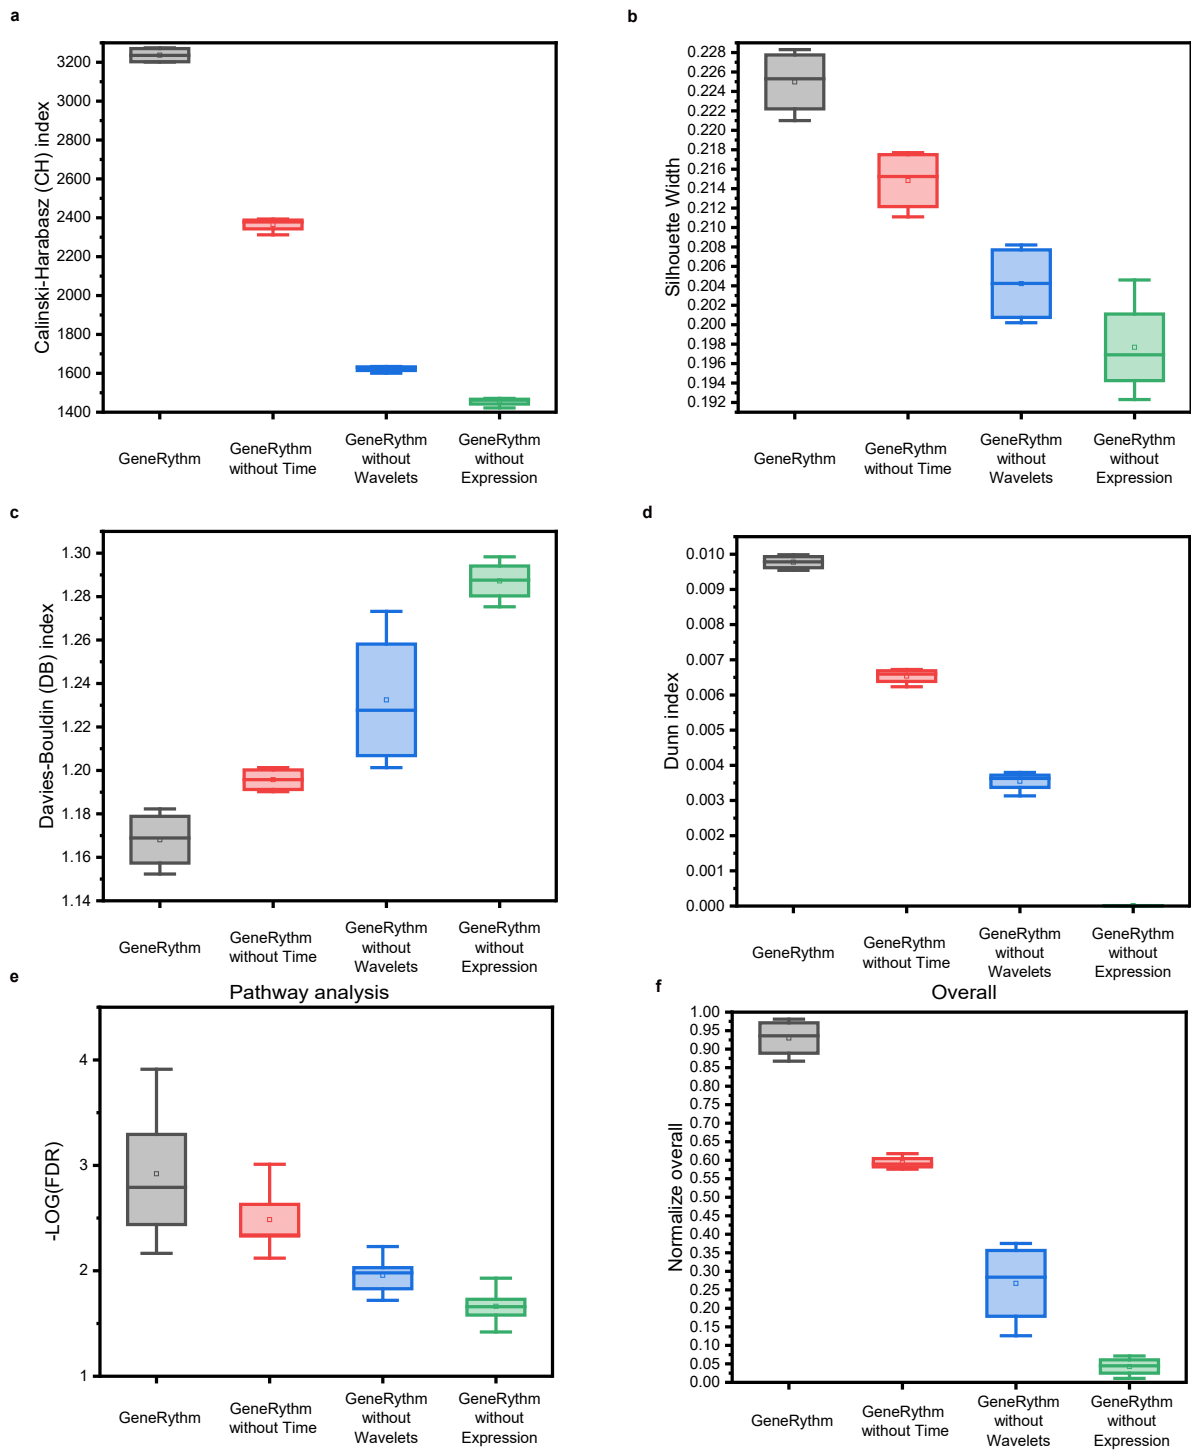 a
Calinski-Harabasz (CH) index
3200
3000
2800
2600
2400
2200
2000
1800
1600
1400
GeneRythm
GeneRythm
without Time
GeneRythm
without
Wavelets
GeneRythm
without
Expression
b
Silhouette Width
0.228
0.226
0.224
0.222
0.220
0.218
0.216
0.214
0.212
0.210
0.208
0.206
0.204
0.202
0.200
0.198
0.196
0.194
0.192
GeneRythm
GeneRythm
without Time
GeneRythm
without
Wavelets
GeneRythm
without
Expression
c
Davies-Bouldin (DB) index
1.30
1.28
1.26
1.24
1.22
1.20
1.18
1.16
1.14
GeneRythm
GeneRythm
without Time
GeneRythm
without
Wavelets
GeneRythm
without
Expression
d
Dunn index
0.010
0.009
0.008
0.007
0.006
0.005
0.004
0.003
0.002
0.001
0.000
GeneRythm
GeneRythm
without Time
GeneRythm
without
Wavelets
GeneRythm
without
Expression
e
Pathway analysis
-LOG(FDR)
4
3
2
1
GeneRythm
GeneRythm
without Time
GeneRythm
without
Wavelets
GeneRythm
without
Expression
f
Overall
Normalize overall
1.00
0.95
0.90
0.85
0.80
0.75
0.70
0.65
0.60
0.55
0.50
0.45
0.40
0.35
0.30
0.25
0.20
0.15
0.10
0.05
0.00
GeneRythm
GeneRythm
without Time
GeneRythm
without
Wavelets
GeneRythm
without
Expression